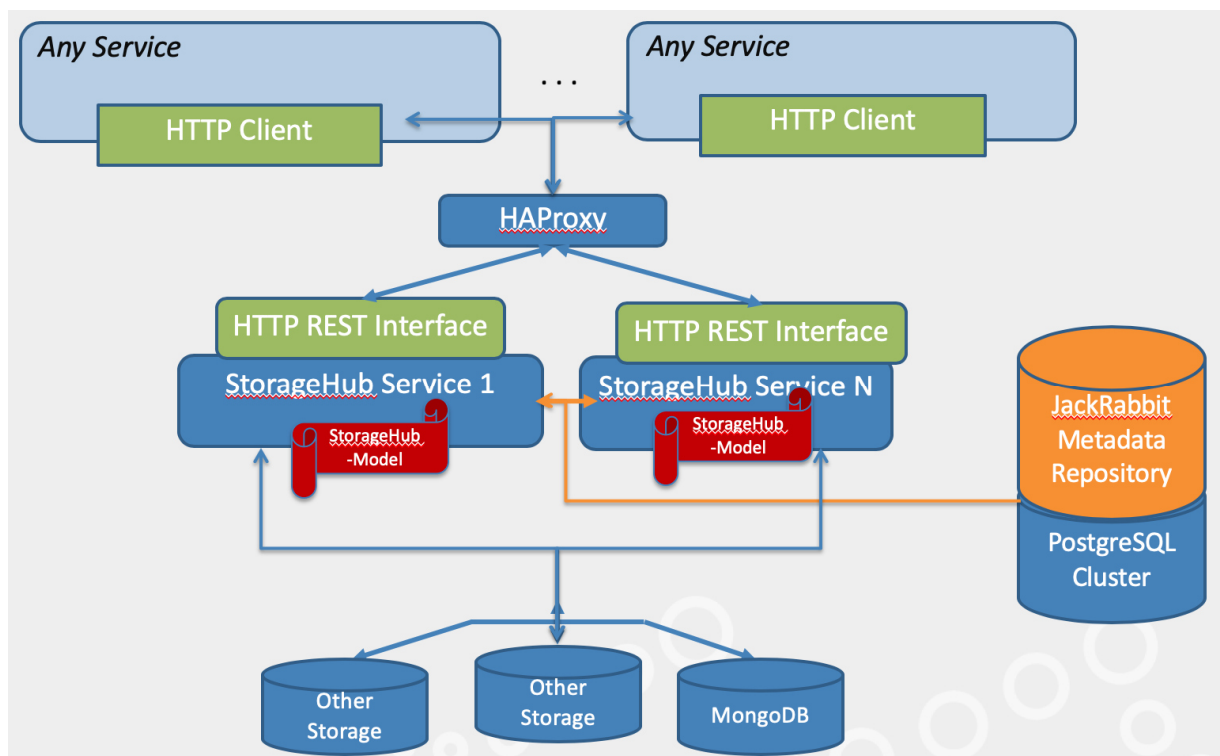 Any Service
Any Service
. . .
HTTP Client
HTTP Client
HAProxy
HTTP REST Interface
HTTP REST Interface
StorageHub Service 1
StorageHub Service N
StorageHub
-Model
StorageHub
-Model
JackRabbit
Metadata
Repository
PostgreSQL
Cluster
Other
Storage
Other
Storage
MongoDB